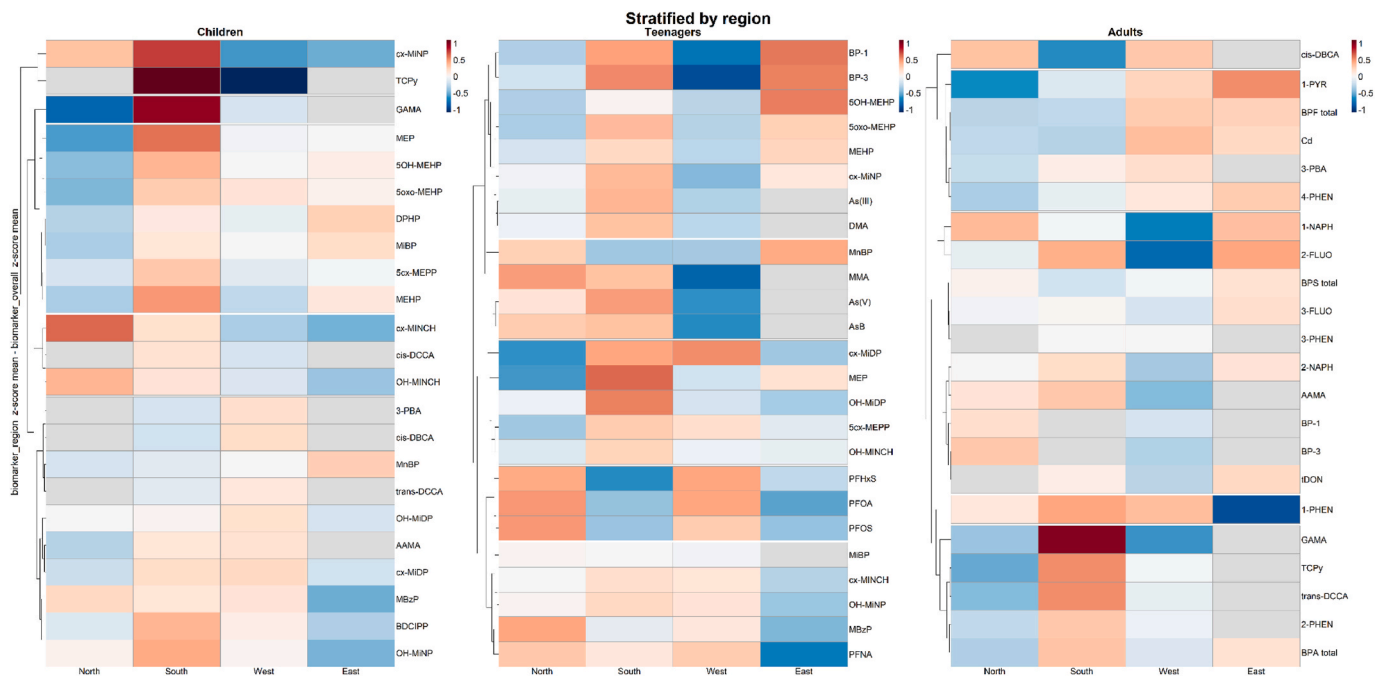 Stratified by region
Children
biomarker_region z-score mean - biomarker_overall z-score mean
cx-MiNP
TCPy
GAMA
MEP
5OH-MEHP
5oxo-MEHP
DPHP
MiBP
5cx-MEPP
MEHP
cx-MINCH
cis-DCCA
OH-MINCH
3-PBA
cis-DBCA
MnBP
trans-DCCA
OH-MiDP
AAMA
cx-MiDP
MBzP
BDCIPP
OH-MiNP
North South West East
1
0.5
0
-0.5
-1
Teenagers
BP-1
BP-3
5OH-MEHP
5oxo-MEHP
MEHP
cx-MiNP
As(III)
DMA
MnBP
MMA
As(V)
AsB
cx-MiDP
MEP
OH-MiDP
5cx-MEPP
OH-MINCH
PFHxS
PFOA
PFOS
MiBP
cx-MINCH
OH-MiNP
MBzP
PFNA
North South West East
1
0.5
0
-0.5
-1
Adults
cis-DBCA
1-PYR
BPF total
Cd
3-PBA
4-PHEN
1-NAPH
2-FLUO
BPS total
3-FLUO
3-PHEN
2-NAPH
AAMA
BP-1
BP-3
tDON
1-PHEN
GAMA
TCPy
trans-DCCA
2-PHEN
BPA total
North South West East
1
0.5
0
-0.5
-1